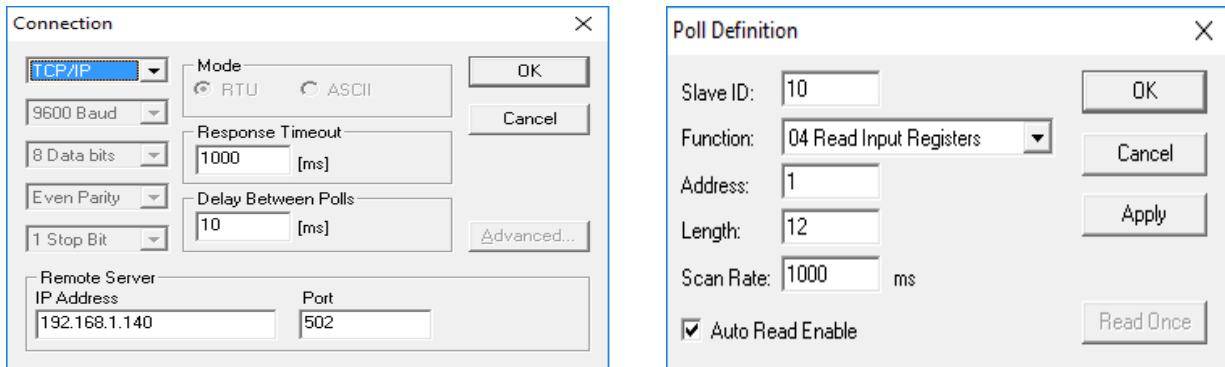 Connection
TCP/IP
9600 Baud
8 Data bits
Even Parity
1 Stop Bit
Mode
RTU ASCII
Response Timeout
1000 [ms]
Delay Between Polls
10 [ms]
OK
Cancel
Advanced...
Remote Server
IP Address Port
192.168.1.140 502
Poll Definition
Slave ID: 10
Function: 04 Read Input Registers
Address: 1
Length: 12
Scan Rate: 1000 ms
Auto Read Enable
OK
Cancel
Apply
Read Once